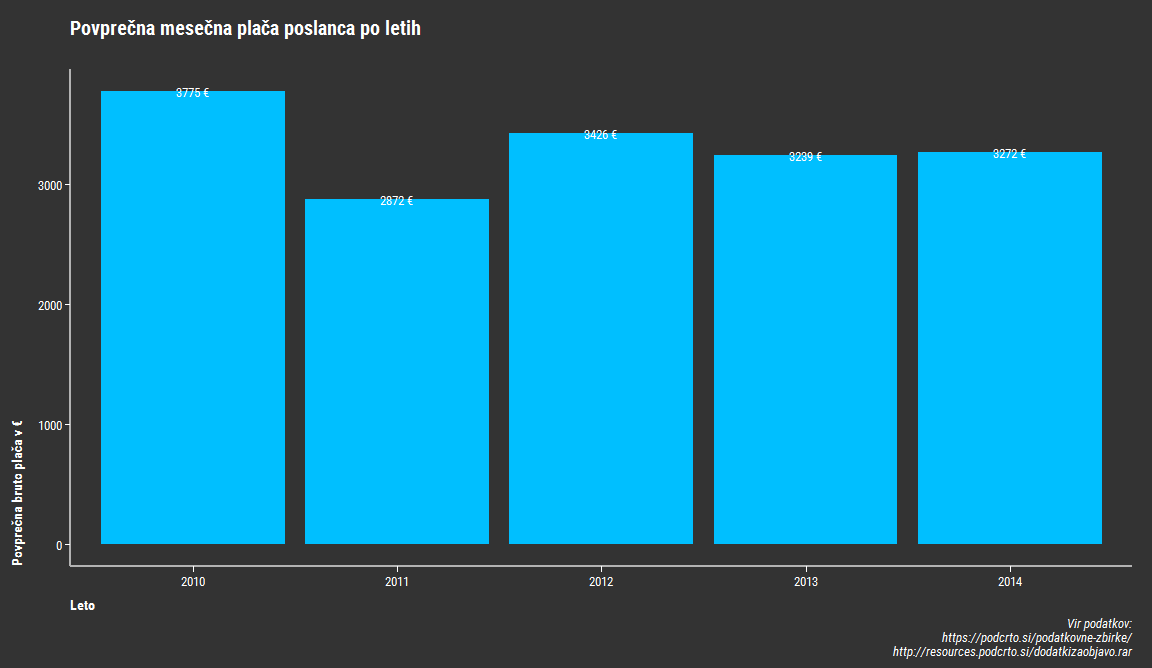 Povprečna mesečna plača poslanca po letih
3775 €
2872 €
3426 €
3239 €
3272 €
3000
2000
1000
0
Povprečna bruto plača v €
2010
2011
2012
2013
2014
Leto
Vir podatkov:
https://podcrto.si/podatkovne-zbirke/
http://resources.podcrto.si/dodatkizaobjavo.rar